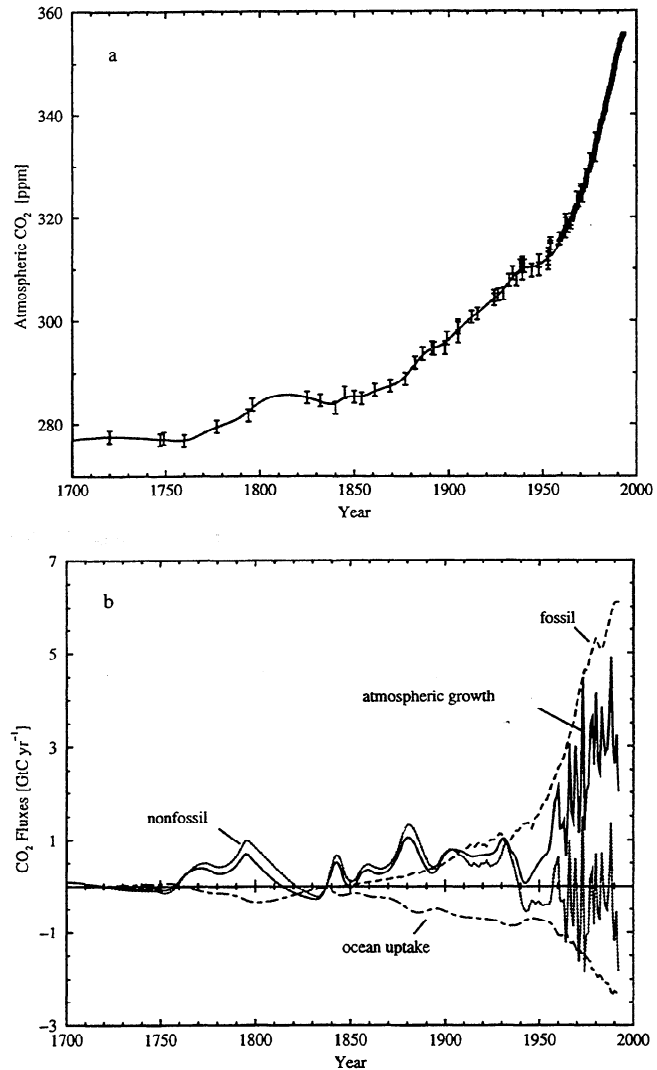 360
a
340
320
300
280
Atmospheric CO₂ [ppm]
1700
1750
1800
1850
1900
1950
2000
Year
7
b
5
3
1
-1
-3
CO₂ Fluxes [GtC yr⁻¹]
fossil
atmospheric growth
nonfossil
ocean uptake
1700
1750
1800
1850
1900
1950
2000
Year